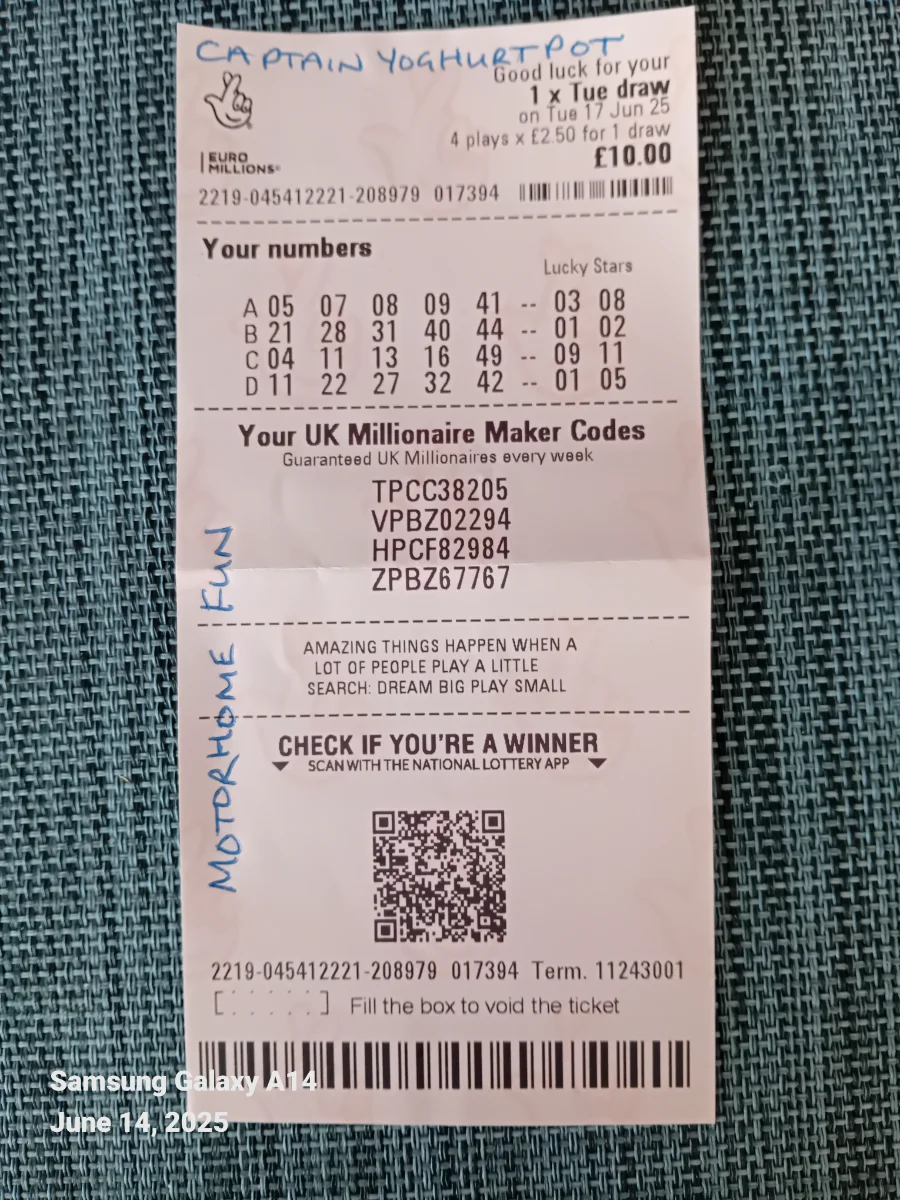 CAPTAIN YOGHURTPOT
Good luck for your
1 x Tue draw
on Tue 17 Jun 25
4 plays x £2.50 for 1 draw
£10.00
EURO
MILLIONS
2219-045412221-208979 017394
Your numbers
Lucky Stars
A 05 07 08 09 41 -- 03 08
B 21 28 31 40 44 -- 01 02
C 04 11 13 16 49 -- 09 11
D 11 22 27 32 42 -- 01 05
Your UK Millionaire Maker Codes
Guaranteed UK Millionaires every week
TPCC38205
VPBZ02294
HPCF82984
ZPBZ67767
MOTORHOME FUN
AMAZING THINGS HAPPEN WHEN A
LOT OF PEOPLE PLAY A LITTLE
SEARCH: DREAM BIG PLAY SMALL
CHECK IF YOU'RE A WINNER
SCAN WITH THE NATIONAL LOTTERY APP
2219-045412221-208979 017394 Term. 11243001
Fill the box to void the ticket
Samsung Galaxy A14
June 14, 2025